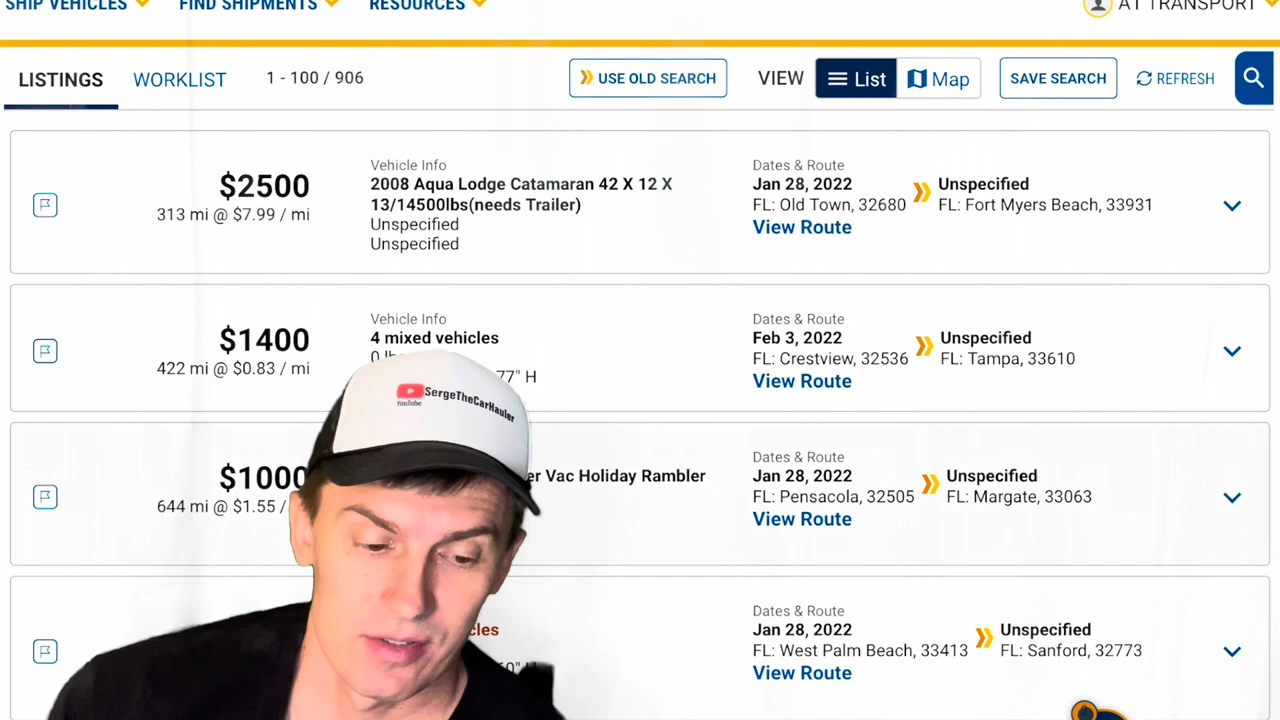 SHIP VEHICLES FIND SHIPMENTS RESOURCES AT TRANSPORT
LISTINGS WORKLIST 1 - 100 / 906 USE OLD SEARCH VIEW List Map SAVE SEARCH REFRESH
$2500
313 mi @ $7.99 / mi
Vehicle Info
2008 Aqua Lodge Catamaran 42 X 12 X
13/14500lbs(needs Trailer)
Unspecified
Unspecified
Dates & Route
Jan 28, 2022 Unspecified
FL: Old Town, 32680 FL: Fort Myers Beach, 33931
View Route
$1400
422 mi @ $0.83 / mi
Vehicle Info
4 mixed vehicles
77" H
Dates & Route
Feb 3, 2022 Unspecified
FL: Crestview, 32536 FL: Tampa, 33610
View Route
$1000
644 mi @ $1.55 /
Vac Holiday Rambler
Dates & Route
Jan 28, 2022 Unspecified
FL: Pensacola, 32505 FL: Margate, 33063
View Route
Dates & Route
Jan 28, 2022 Unspecified
FL: West Palm Beach, 33413 FL: Sanford, 32773
View Route
YouTube SergeTheCarHauler